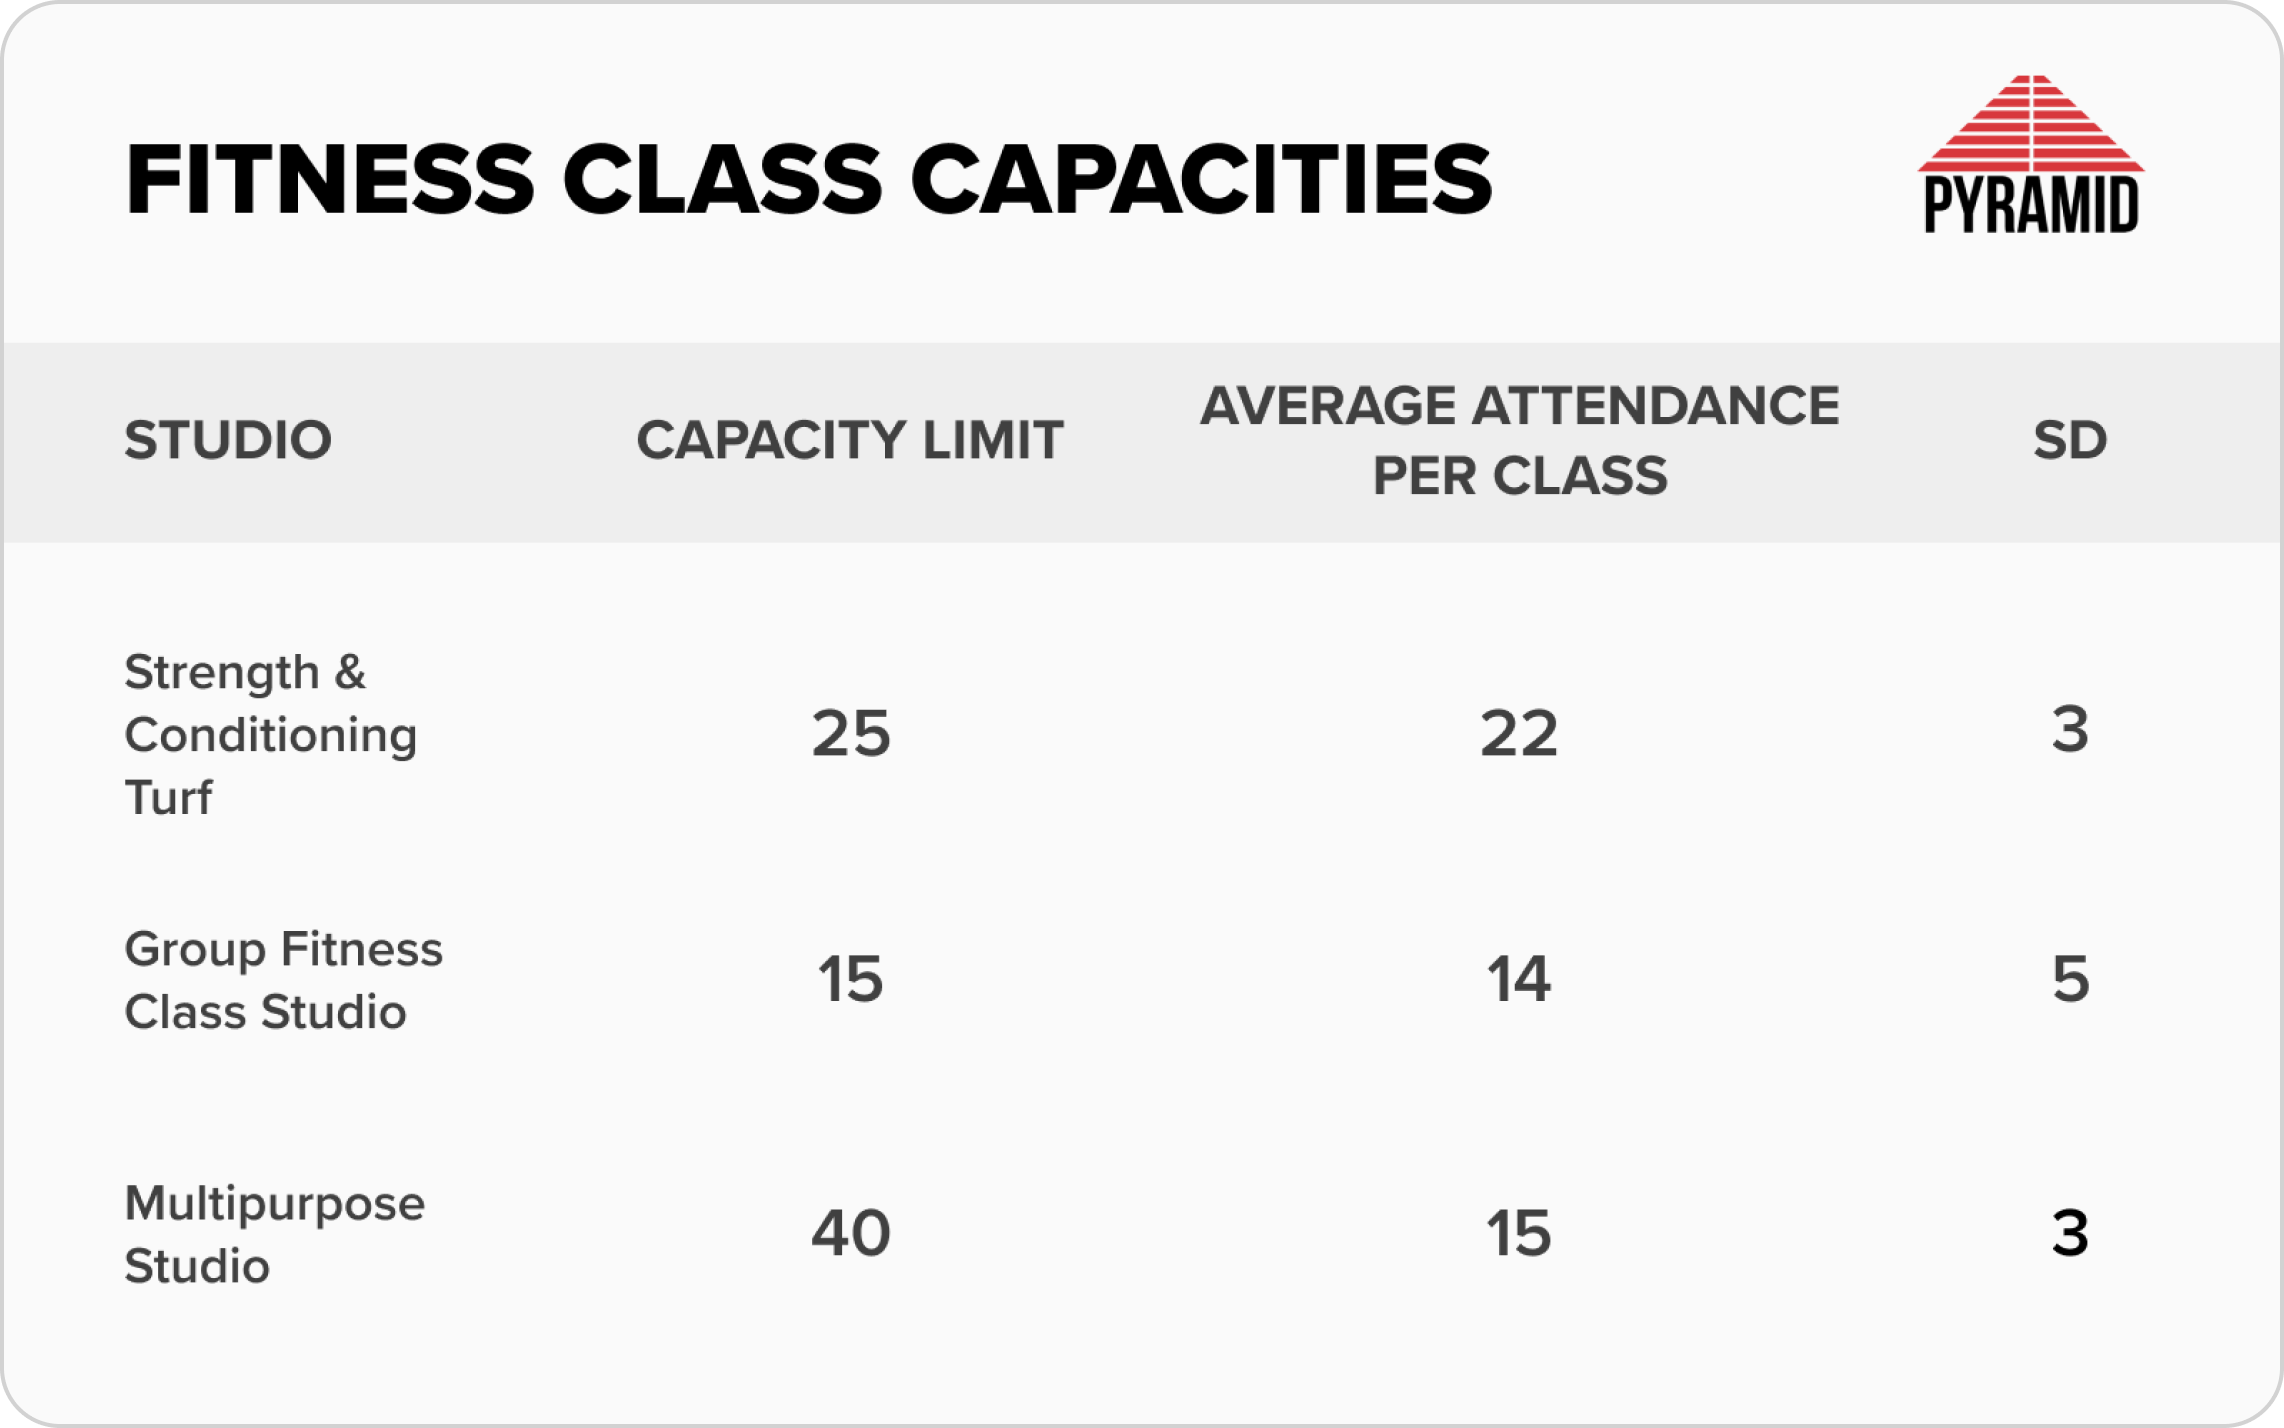 FITNESS CLASS CAPACITIES
PYRAMID
STUDIO
CAPACITY LIMIT
AVERAGE ATTENDANCE
PER CLASS
SD
Strength &
Conditioning
Turf
25
22
3
Group Fitness
Class Studio
15
14
5
Multipurpose
Studio
40
15
3